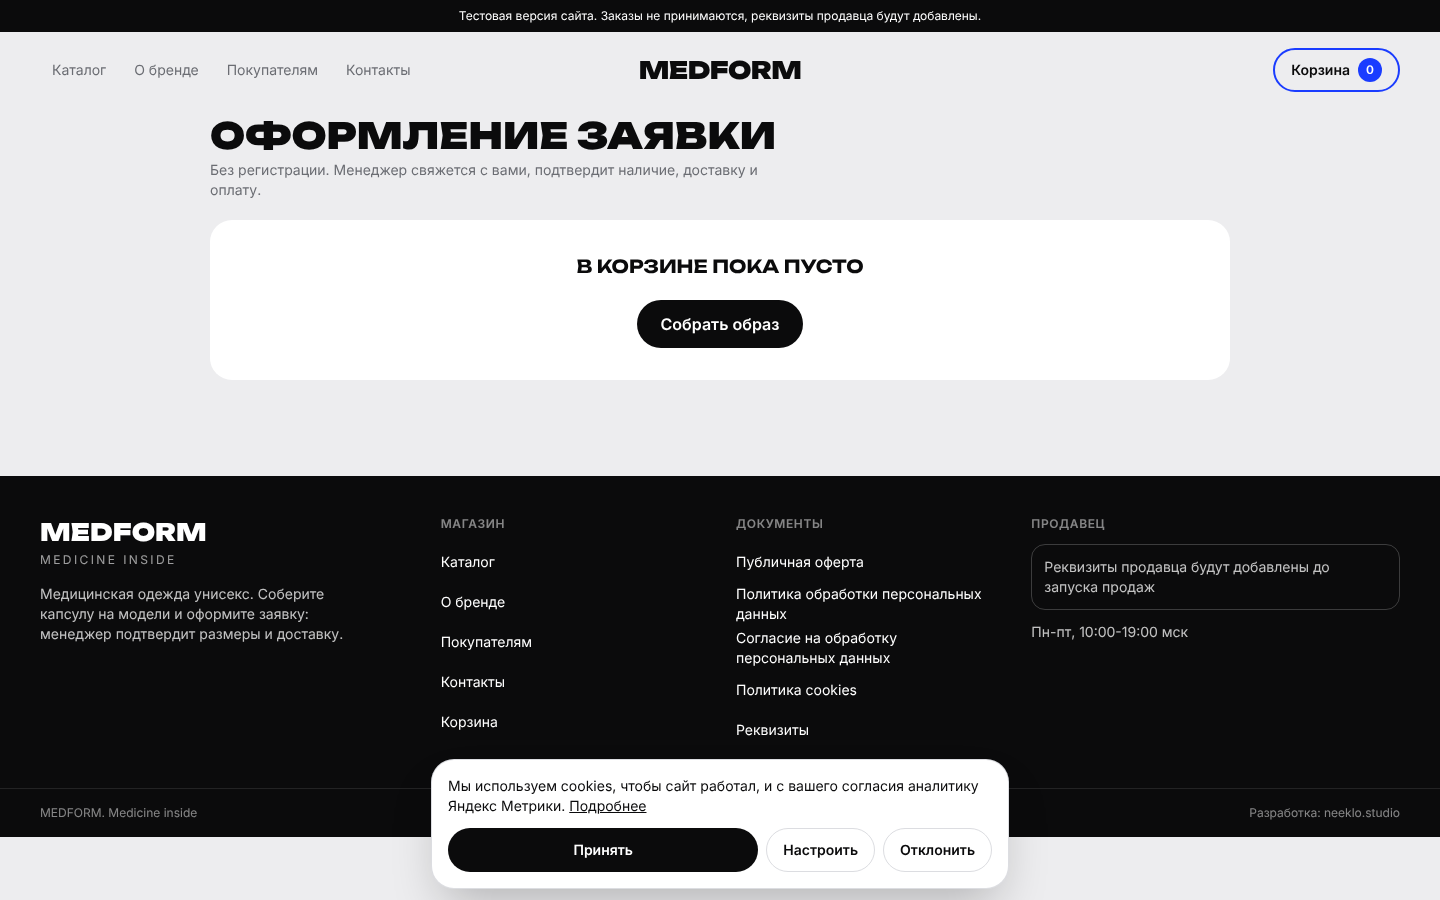 Тестовая версия сайта. Заказы не принимаются, реквизиты продавца будут добавлены.
Каталог О бренде Покупателям Контакты MEDFORM Корзина 0
ОФОРМЛЕНИЕ ЗАЯВКИ
Без регистрации. Менеджер свяжется с вами, подтвердит наличие, доставку и
оплату.
В КОРЗИНЕ ПОКА ПУСТО
Собрать образ
MEDFORM
MEDICINE INSIDE
Медицинская одежда унисекс. Соберите
капсулу на модели и оформите заявку:
менеджер подтвердит размеры и доставку.
МАГАЗИН
Каталог
О бренде
Покупателям
Контакты
Корзина
ДОКУМЕНТЫ
Публичная оферта
Политика обработки персональных
данных
Согласие на обработку
персональных данных
Политика cookies
Реквизиты
ПРОДАВЕЦ
Реквизиты продавца будут добавлены до
запуска продаж
Пн-пт, 10:00-19:00 мск
MEDFORM. Medicine inside
Разработка: neeklo.studio
Мы используем cookies, чтобы сайт работал, и с вашего согласия аналитику
Яндекс Метрики. Подробнее
Принять Настроить Отклонить